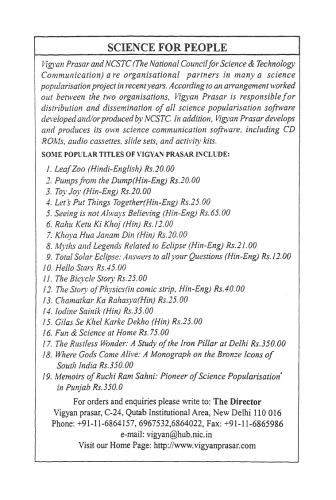 SCIENCE FOR PEOPLE
Vigyan Prasar and NCSTC (The National Council for Science & Technology
Communication) are organisational partners in many a science
popularisation project in recent years. According to an arrangement worked
out between the two organisations, Vigyan Prasar is responsible for
distribution and dissemination of all science popularisation software
developed and/or produced by NCSTC. In addition, Vigyan Prasar develops
and produces its own science communication software, including CD
ROMs, audio cassettes, slide sets, and activity kits.
SOME POPULAR TITLES OF VIGYAN PRASAR INCLUDE:
1. Leaf Zoo (Hindi-English) Rs.20.00
2. Pumps from the Dump(Hin-Eng) Rs.20.00
3. Toy Joy (Hin-Eng) Rs.20.00
4. Let's Put Things Together(Hin-Eng) Rs.25.00
5. Seeing is not Always Believing (Hin-Eng) Rs.65.00
6. Rahu Ketu Ki Khoj (Hin) Rs.12.00
7. Khoya Hua Janam Din (Hin) Rs.20.00
8. Myths and Legends Related to Eclipse (Hin-Eng) Rs.21.00
9. Total Solar Eclipse: Answers to all your Questions (Hin-Eng) Rs.12.00
10. Hello Stars Rs.45.00
11. The Bicycle Story Rs.25.00
12. The Story of Physics(in comic strip, Hin-Eng) Rs.40.00
13. Chamatkar Ka Rahasya(Hin) Rs.25.00
14. Iodine Sainik (Hin) Rs.35.00
15. Gilas Se Khel Karke Dekho (Hin) Rs.25.00
16. Fun & Science at Home Rs.75.00
17. The Rustless Wonder: A Study of the Iron Pillar at Delhi Rs.350.00
18. Where Gods Come Alive: A Monograph on the Bronze Icons of
South India Rs.350.00
19. Memoirs of Ruchi Ram Sahni: Pioneer of Science Popularisation
in Punjab Rs.350.0
For orders and enquiries please write to: The Director
Vigyan prasar, C-24, Qutab Institutional Area, New Delhi 110 016
Phone: +91-11-6864157, 6967532,6864022, Fax: +91-11-6865986
e-mail: vigyan@hub.nic.in
Visit our Home Page: http://www.vigyanprasar.com